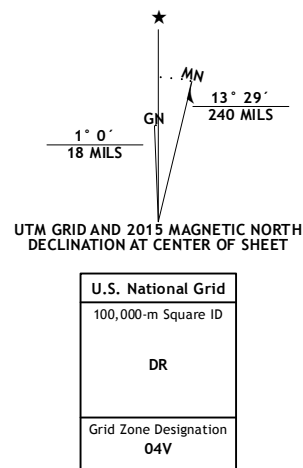 MN
GN
13° 29´
240 MILS
1° 0´
18 MILS
UTM GRID AND 2015 MAGNETIC NORTH
DECLINATION AT CENTER OF SHEET
U.S. National Grid
100,000-m Square ID
DR
Grid Zone Designation
04V